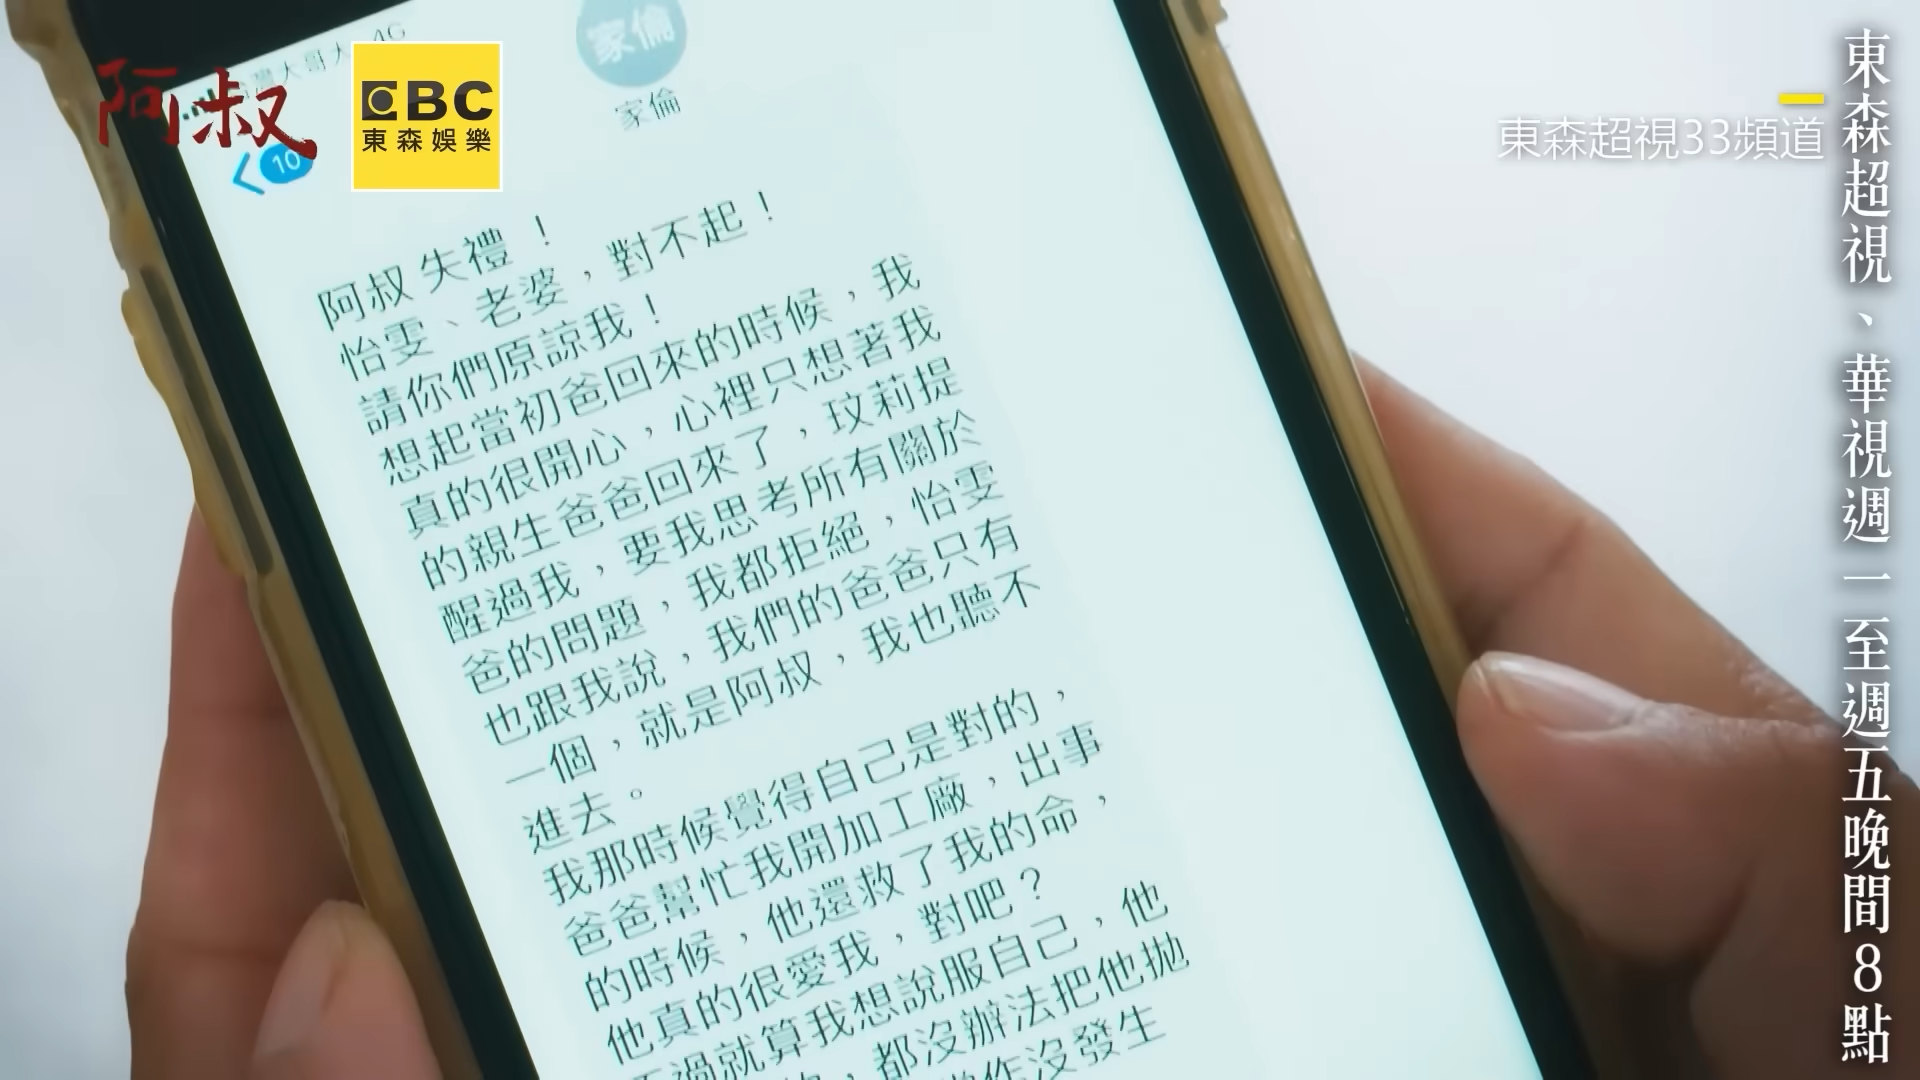 阿叔
EBC
東森娛樂
東森超視33頻道
東森超視、華視週一至週五晚間8點
台灣大哥大 4G
10
家倫
家倫
阿叔 失禮 !
怡雯、老婆，對不起 !
請你們原諒我 !
想起當初爸回來的時候，我
真的很開心，心裡只想著我
的親生爸爸回來了，玟莉提
醒過我，要我思考所有關於
爸的問題，我都拒絕，怡雯
也跟我說，我們的爸爸只有
一個，就是阿叔，我也聽不
進去。
我那時候覺得自己是對的，
爸爸幫忙我開加工廠，出事
的時候，他還救了我的命，
他真的很愛我，對吧？
不過就算我想說服自己，他
，都沒辦法把他拋
作沒發生